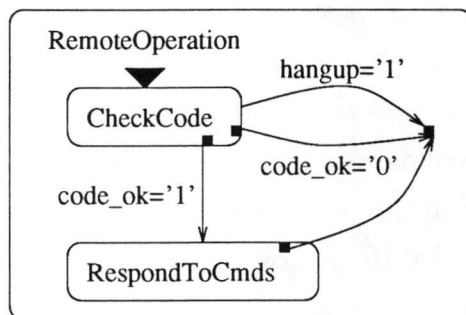 RemoteOperation
hangup='1'
CheckCode
code_ok='0'
code_ok='1'
RespondToCmds